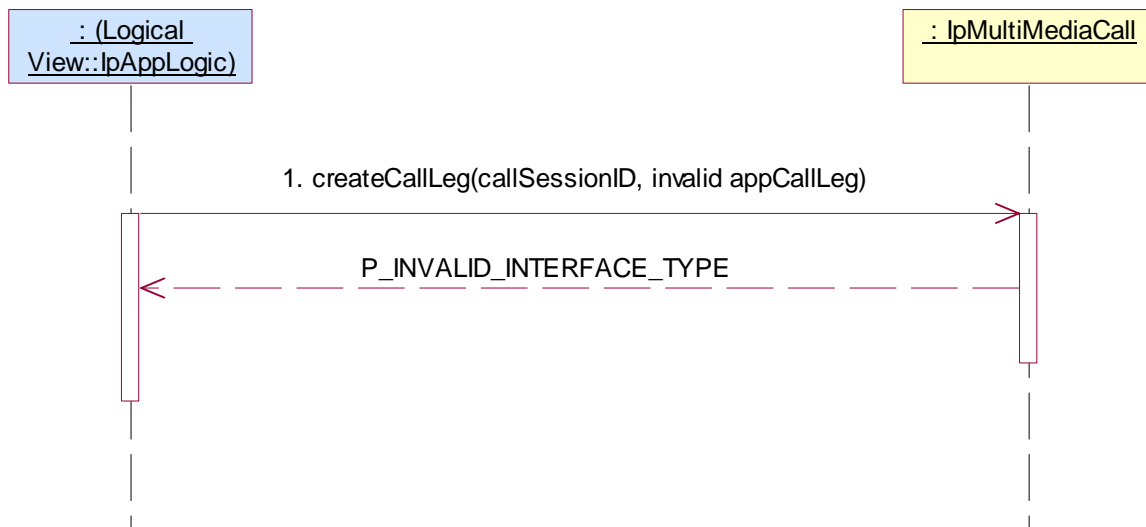 : (Logical
View::IpAppLogic)
: IpMultiMediaCall
1. createCallLeg(callSessionID, invalid appCallLeg)
P_INVALID_INTERFACE_TYPE